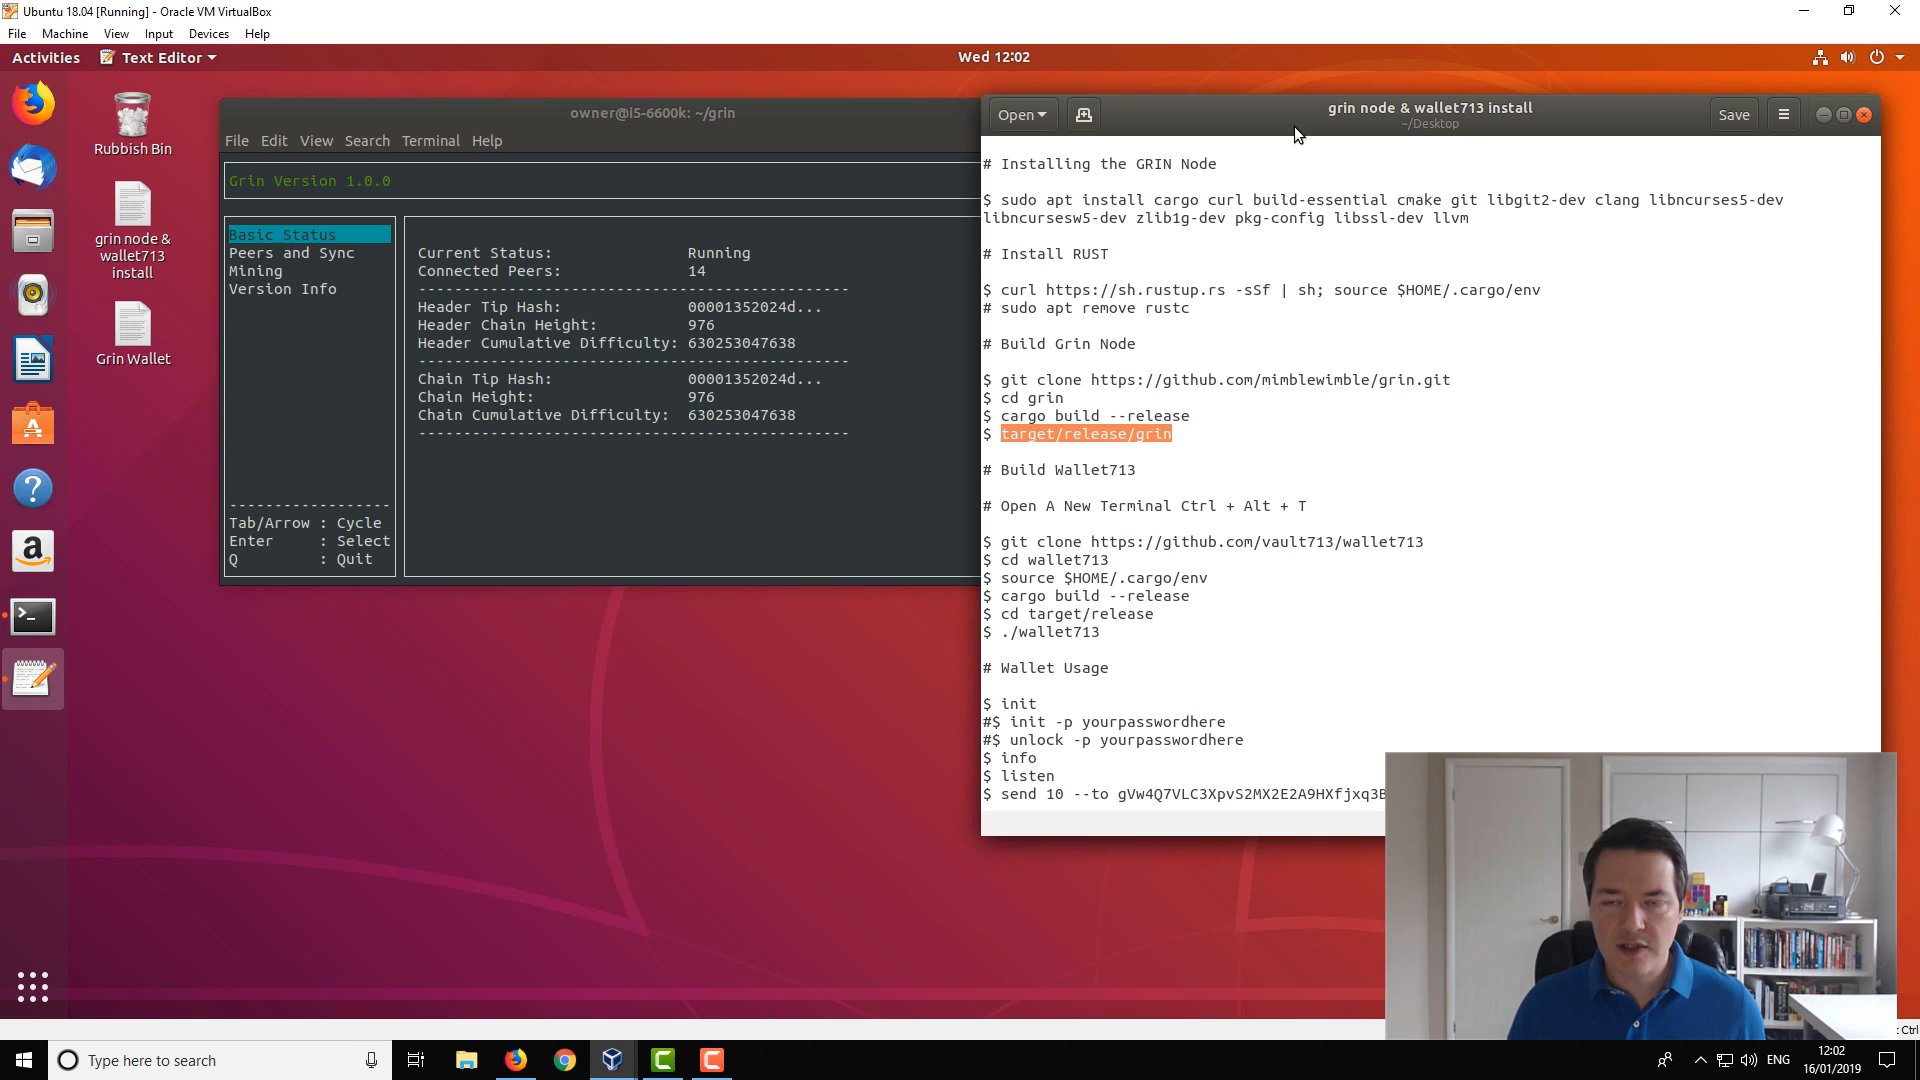 Ubuntu 18.04 [Running] - Oracle VM VirtualBox
File Machine View Input Devices Help
Activities Text Editor Wed 12:02
Rubbish Bin
grin node &
wallet713
install
Grin Wallet
owner@i5-6600k: ~/grin
File Edit View Search Terminal Help
Grin Version 1.0.0
Basic Status
Peers and Sync
Mining
Version Info
------------------
Tab/Arrow : Cycle
Enter : Select
Q : Quit
Current Status: Running
Connected Peers: 14
------------------------------------------------
Header Tip Hash: 00001352024d...
Header Chain Height: 976
Header Cumulative Difficulty: 630253047638
------------------------------------------------
Chain Tip Hash: 00001352024d...
Chain Height: 976
Chain Cumulative Difficulty: 630253047638
------------------------------------------------
Open grin node & wallet713 install Save
~/Desktop
# Installing the GRIN Node
$ sudo apt install cargo curl build-essential cmake git libgit2-dev clang libncurses5-dev
libncursesw5-dev zlib1g-dev pkg-config libssl-dev llvm
# Install RUST
$ curl https://sh.rustup.rs -sSf | sh; source $HOME/.cargo/env
# sudo apt remove rustc
# Build Grin Node
$ git clone https://github.com/mimblewimble/grin.git
$ cd grin
$ cargo build --release
$ target/release/grin
# Build Wallet713
# Open A New Terminal Ctrl + Alt + T
$ git clone https://github.com/vault713/wallet713
$ cd wallet713
$ source $HOME/.cargo/env
$ cargo build --release
$ cd target/release
$ ./wallet713
# Wallet Usage
$ init
#$ init -p yourpasswordhere
#$ unlock -p yourpasswordhere
$ info
$ listen
$ send 10 --to gVw4Q7VLC3XpvS2MX2E2A9HXfjxq3B
Ctrl
Type here to search
ENG
12:02
16/01/2019